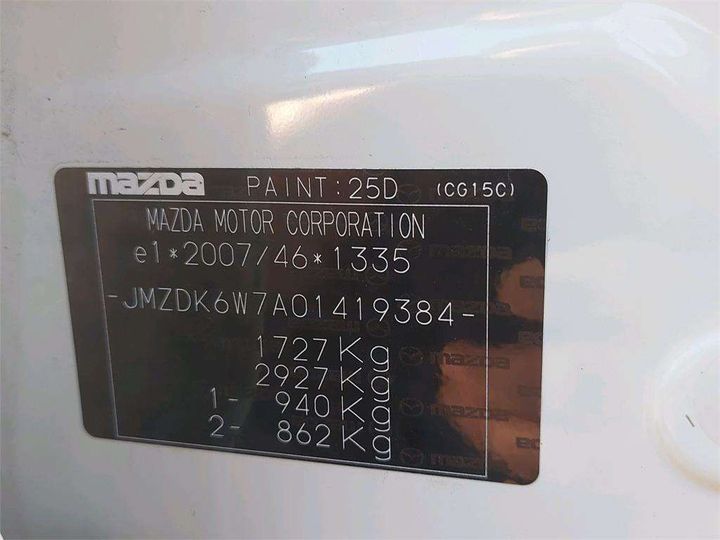 mazda PAINT:25D (CG15C)
MAZDA MOTOR CORPORATION
e1*2007/46*1335
-JMZDK6W7A01419384-
1727Kg
2927Kg
1- 940Kg
2- 862Kg